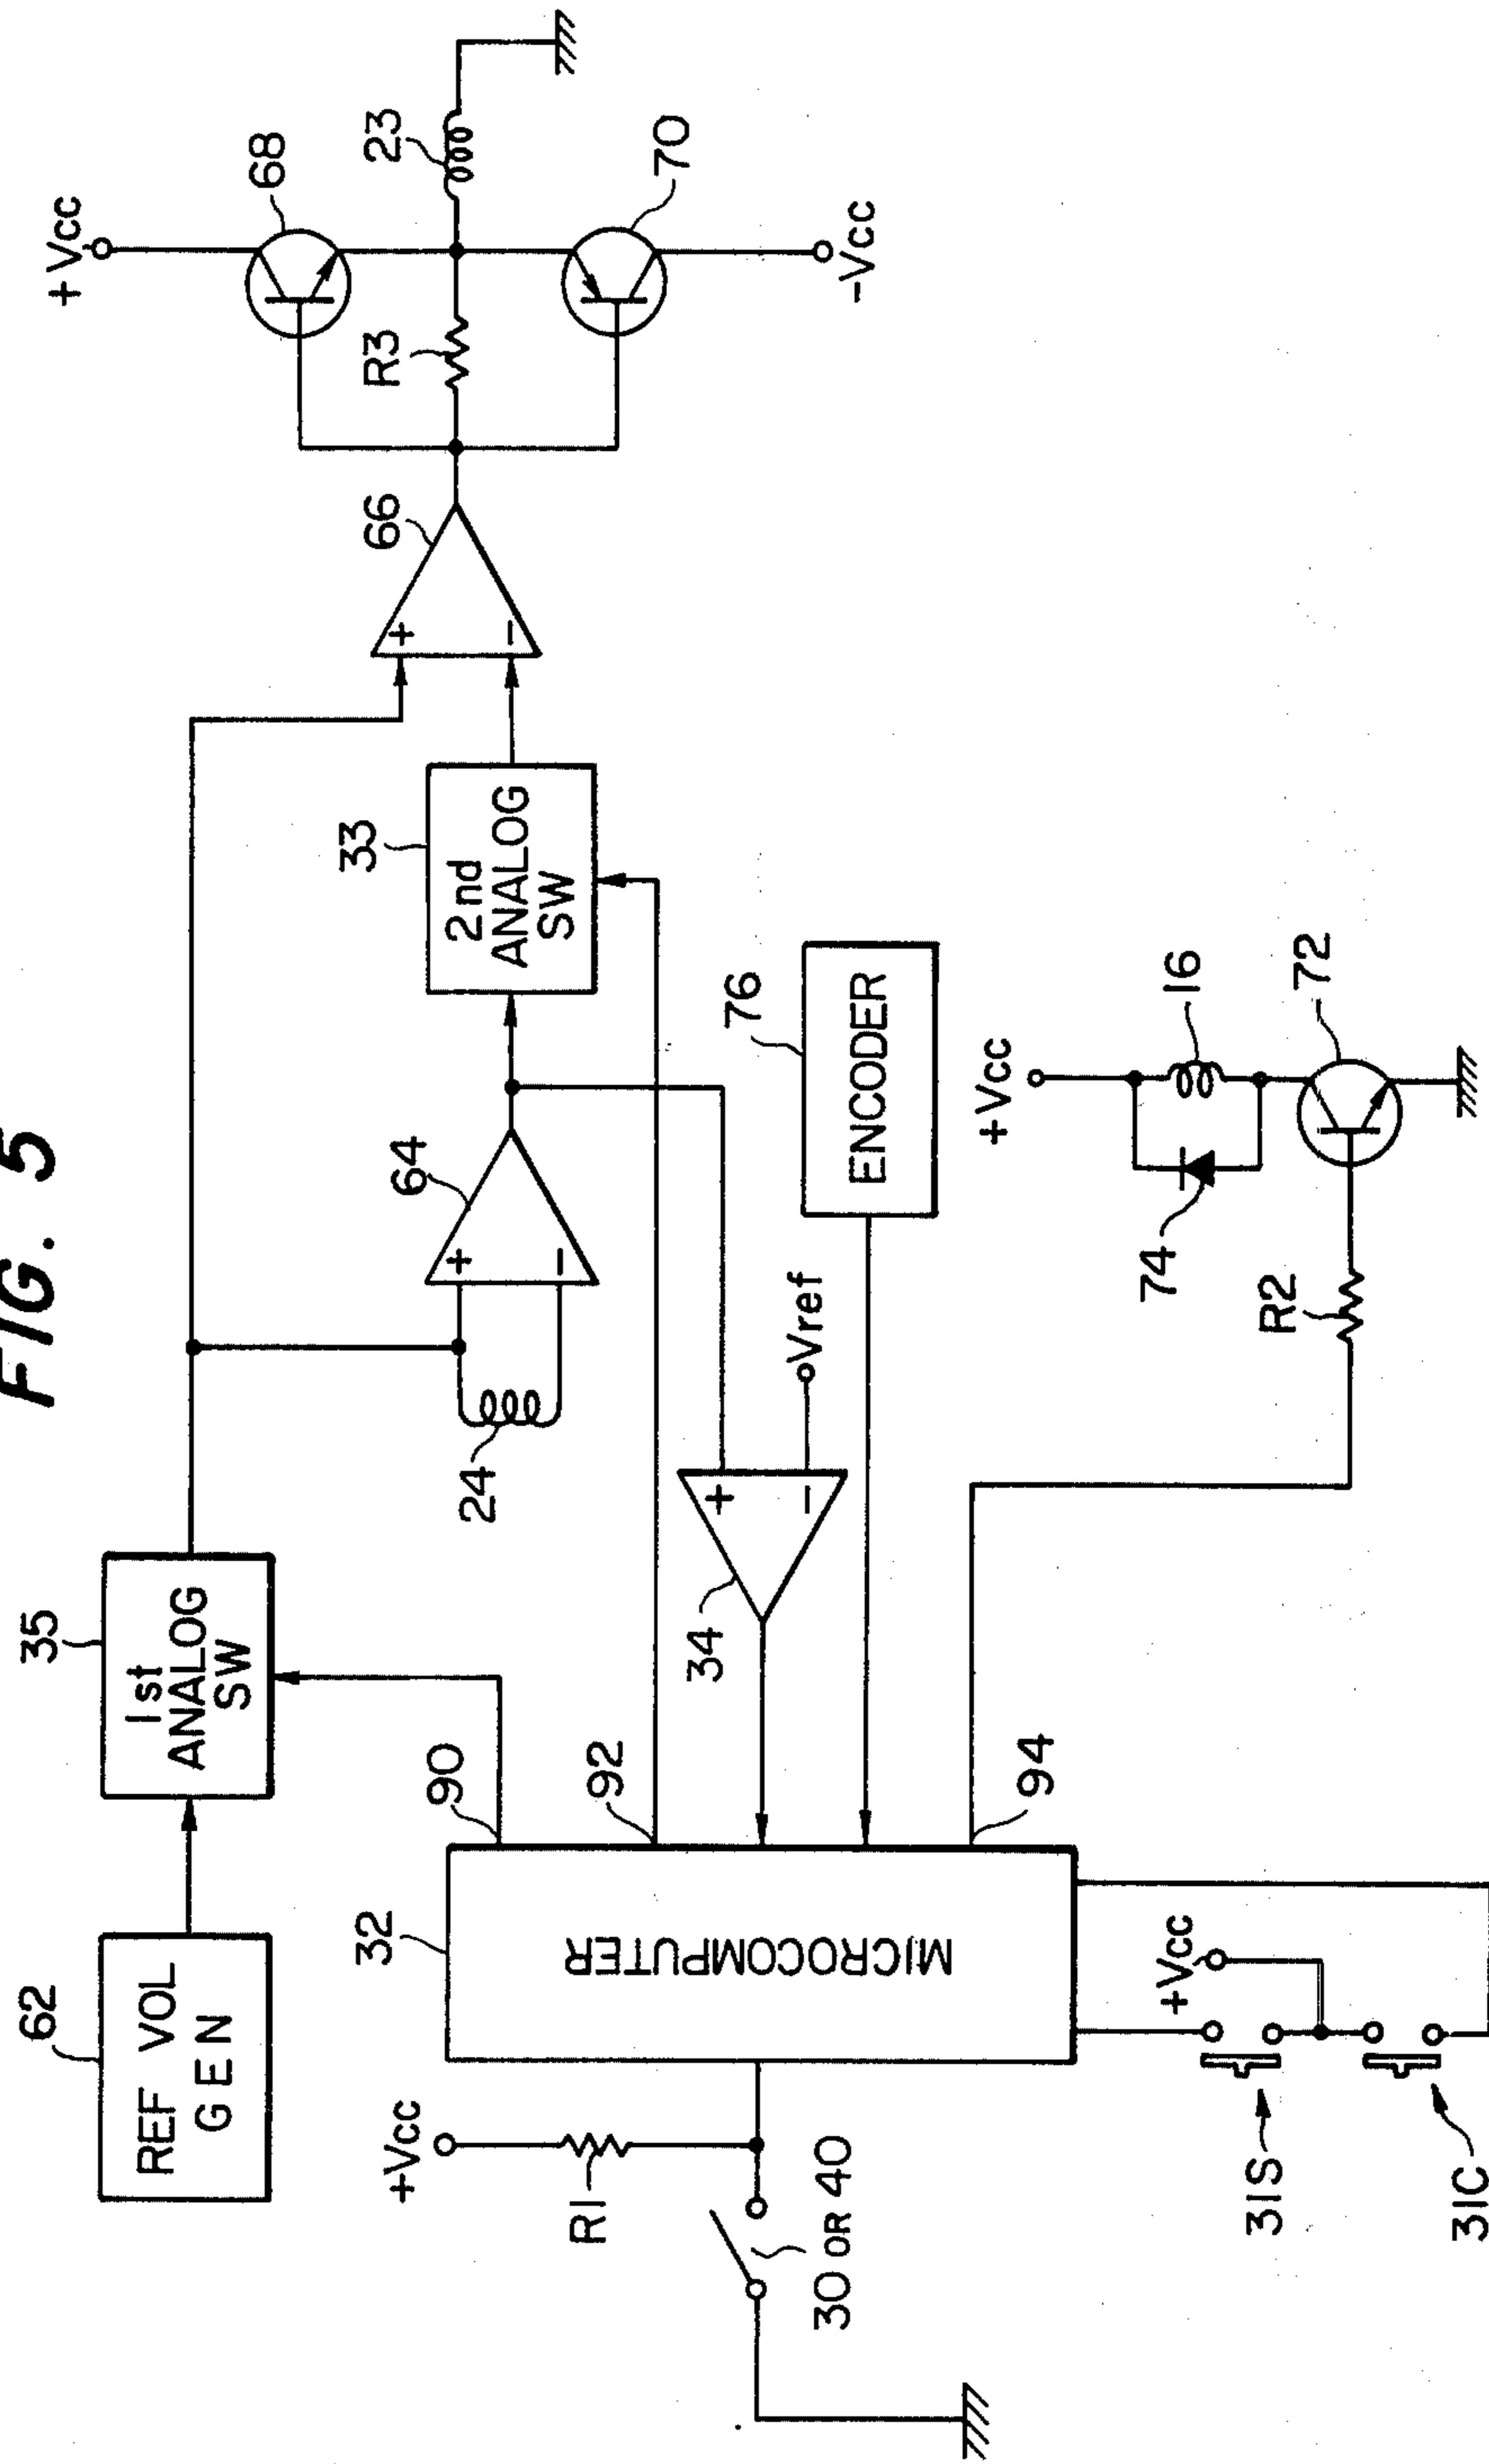 FIG. 5
62
REF VOL
GEN
35
1st
ANALOG
SW
90
32
MICROCOMPUTER
92
94
+Vcc
R1
30 OR 40
+Vcc
31S
31C
24
64
+
−
33
2nd
ANALOG
SW
66
+
−
34
+
−
Vref
76
ENCODER
R3
+Vcc
68
23
70
-Vcc
+Vcc
16
72
74
R2